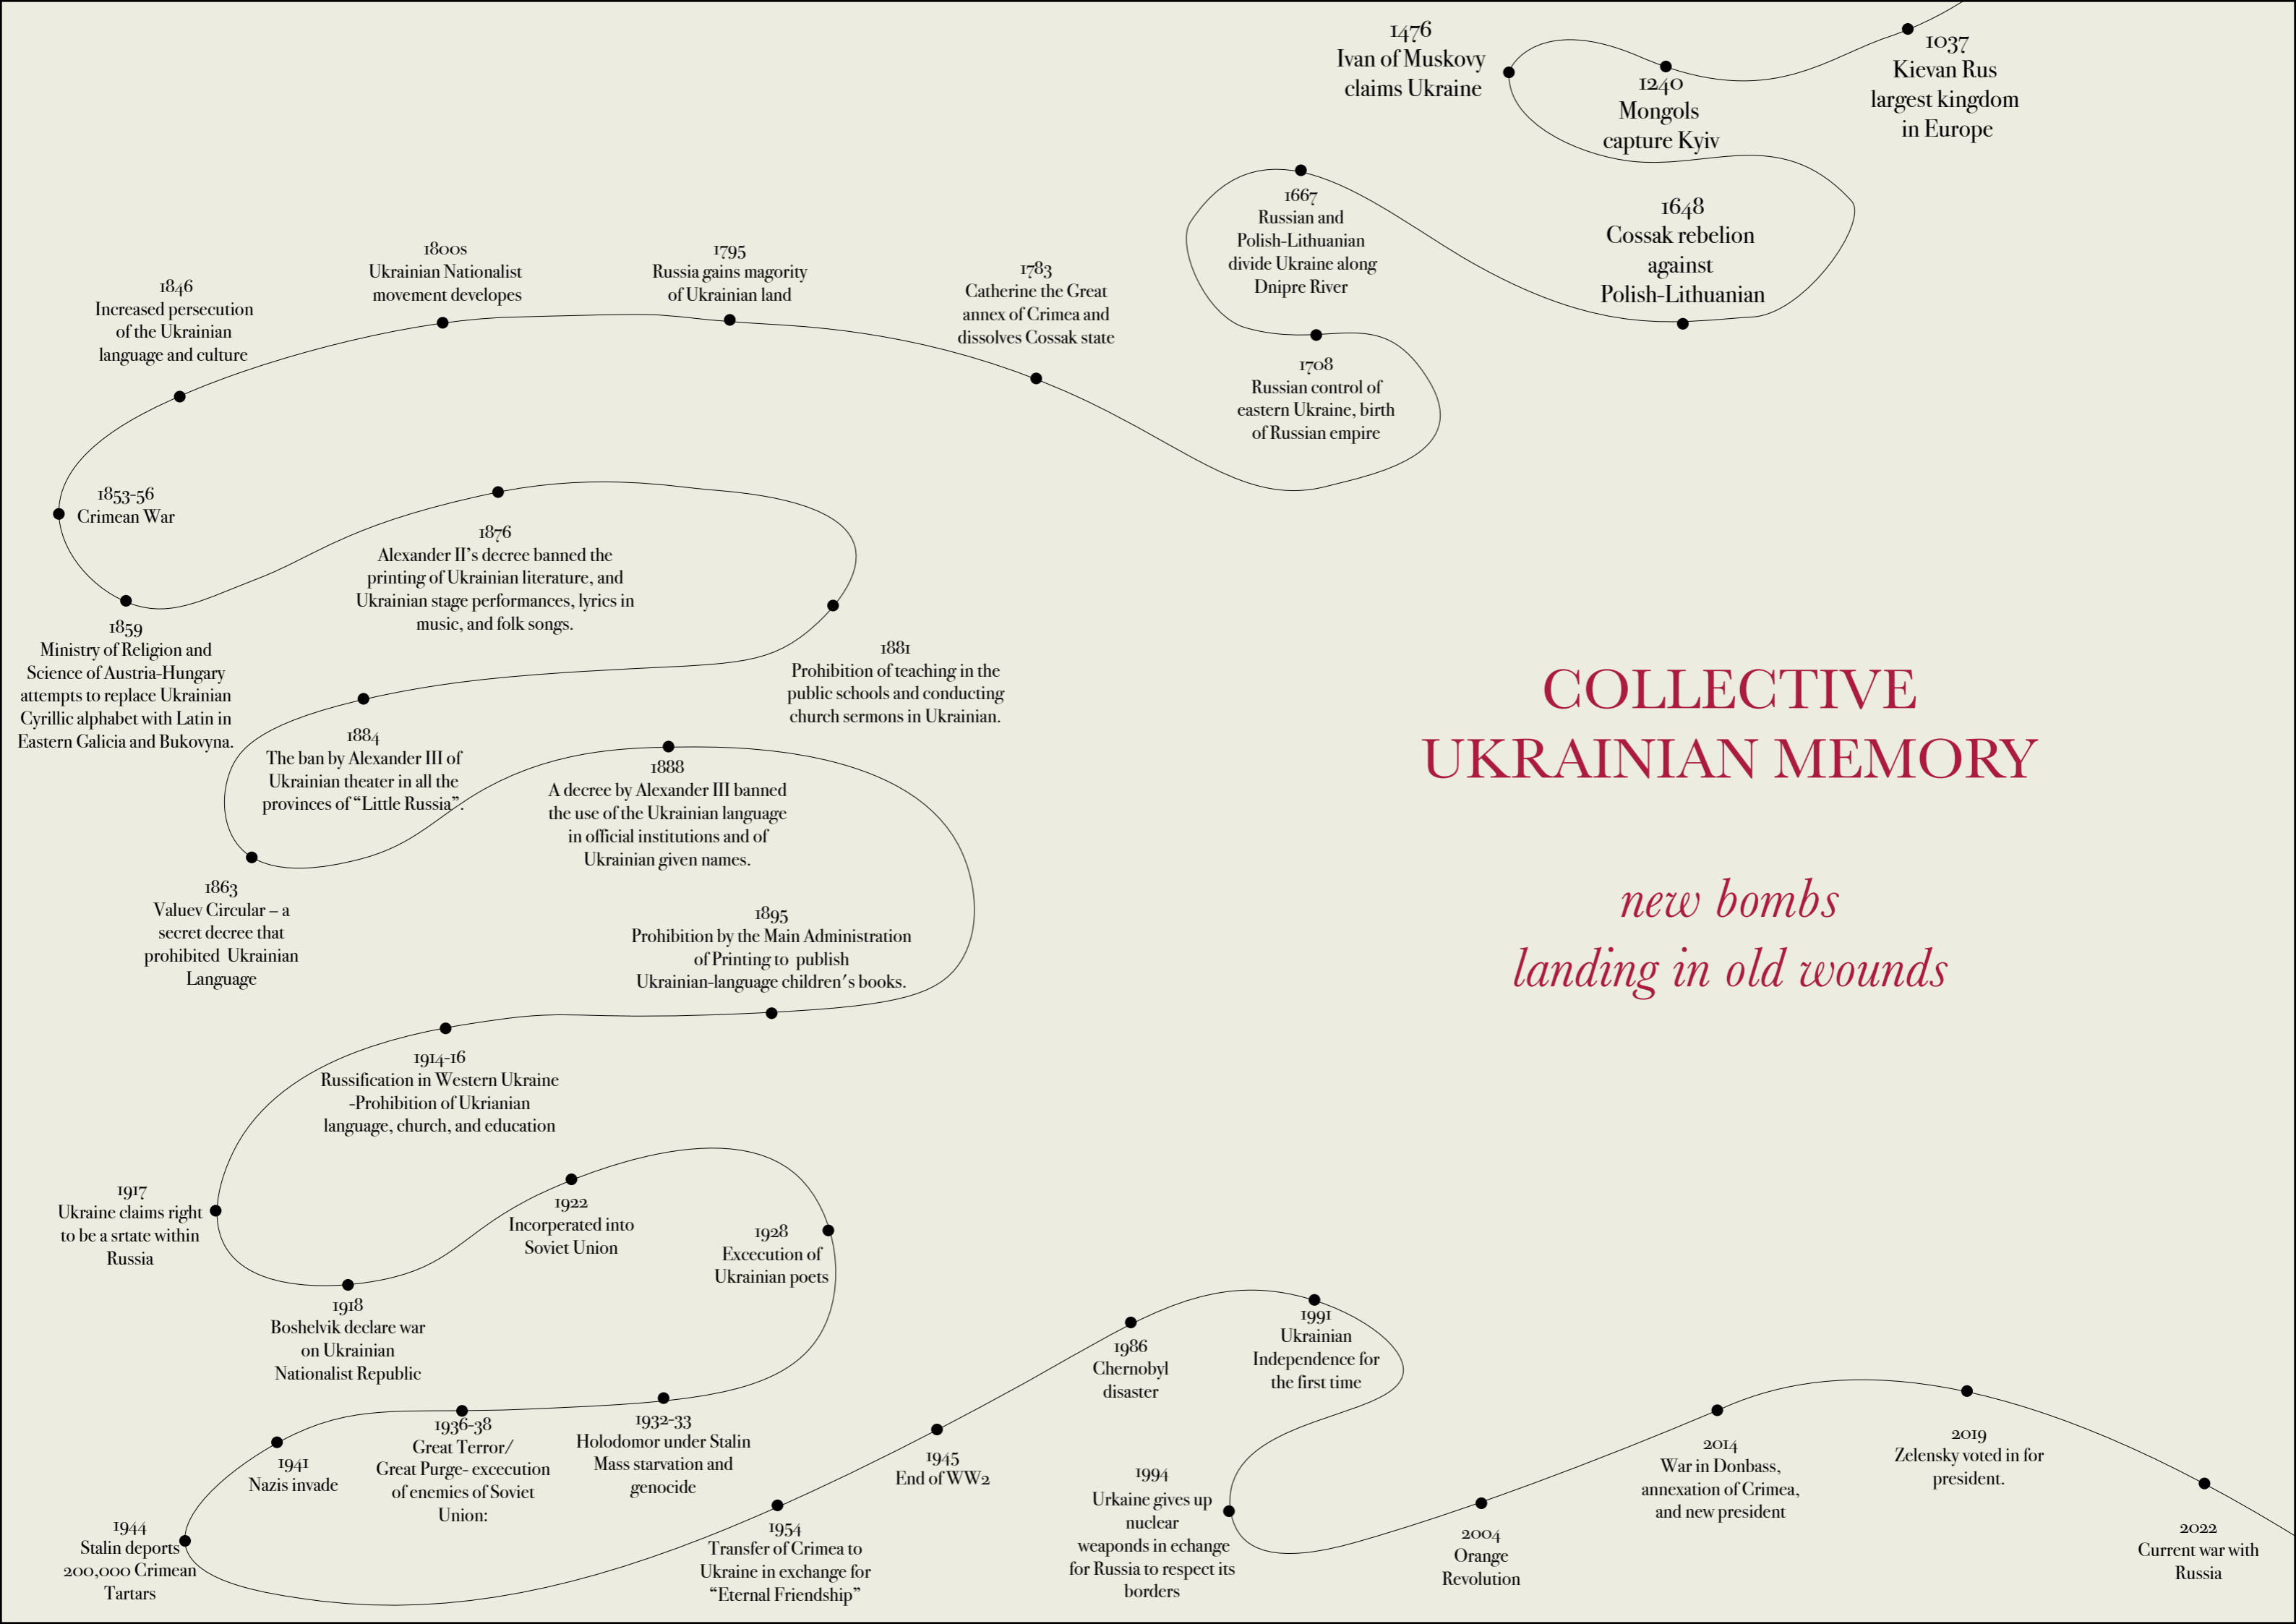 1037
Kievan Rus
largest kingdom
in Europe
1240
Mongols
capture Kyiv
1476
Ivan of Muskovy
claims Ukraine
1648
Cossak rebelion
against
Polish-Lithuanian
1667
Russian and
Polish-Lithuanian
divide Ukraine along
Dnipre River
1708
Russian control of
eastern Ukraine, birth
of Russian empire
1783
Catherine the Great
annex of Crimea and
dissolves Cossak state
1795
Russia gains magority
of Ukrainian land
1800s
Ukrainian Nationalist
movement developes
1846
Increased persecution
of the Ukrainian
language and culture
1853-56
Crimean War
1859
Ministry of Religion and
Science of Austria-Hungary
attempts to replace Ukrainian
Cyrillic alphabet with Latin in
Eastern Galicia and Bukovyna.
1876
Alexander II's decree banned the
printing of Ukrainian literature, and
Ukrainian stage performances, lyrics in
music, and folk songs.
1881
Prohibition of teaching in the
public schools and conducting
church sermons in Ukrainian.
1884
The ban by Alexander III of
Ukrainian theater in all the
provinces of “Little Russia”.
1863
Valuev Circular – a
secret decree that
prohibited Ukrainian
Language
1888
A decree by Alexander III banned
the use of the Ukrainian language
in official institutions and of
Ukrainian given names.
1895
Prohibition by the Main Administration
of Printing to publish
Ukrainian-language children's books.
COLLECTIVE
UKRAINIAN MEMORY
new bombs
landing in old wounds
1914-16
Russification in Western Ukraine
-Prohibition of Ukrianian
language, church, and education
1917
Ukraine claims right
to be a srtate within
Russia
1918
Boshelvik declare war
on Ukrainian
Nationalist Republic
1922
Incorperated into
Soviet Union
1928
Excecution of
Ukrainian poets
1932-33
Holodomor under Stalin
Mass starvation and
genocide
1936-38
Great Terror/
Great Purge- excecution
of enemies of Soviet
Union:
1941
Nazis invade
1944
Stalin deports
200,000 Crimean
Tartars
1954
Transfer of Crimea to
Ukraine in exchange for
“Eternal Friendship”
1945
End of WW2
1986
Chernobyl
disaster
1991
Ukrainian
Independence for
the first time
1994
Urkaine gives up
nuclear
weaponds in echange
for Russia to respect its
borders
2004
Orange
Revolution
2014
War in Donbass,
annexation of Crimea,
and new president
2019
Zelensky voted in for
president.
2022
Current war with
Russia